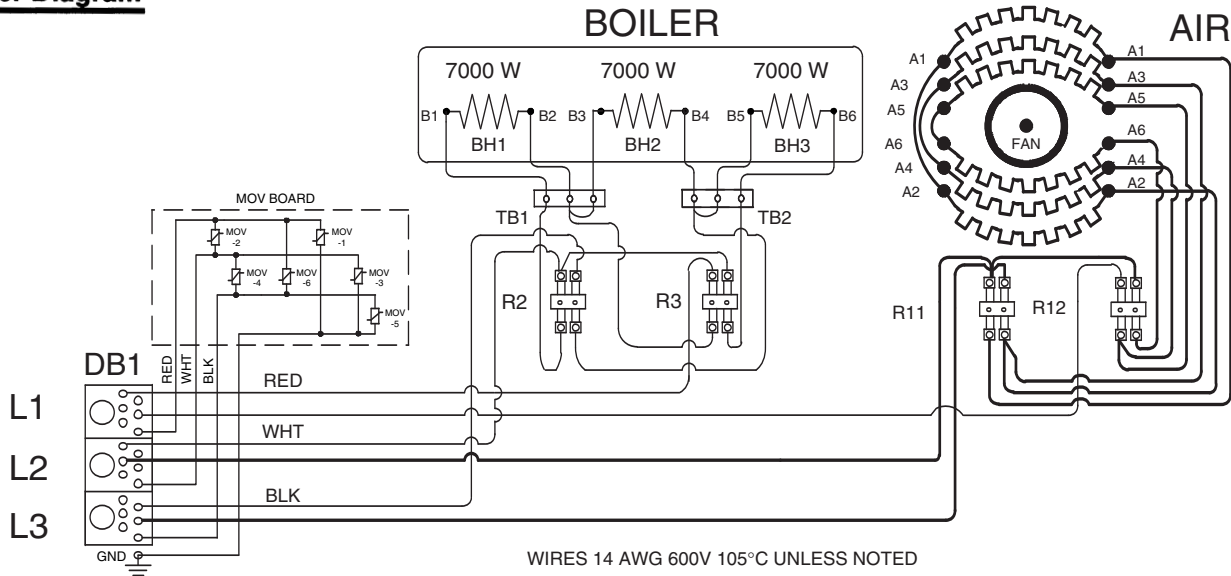 Diagram
BOILER
AIR
7000 W
7000 W
7000 W
B1
B2
B3
B4
B5
B6
BH1
BH2
BH3
TB1
TB2
A1
A3
A5
A6
A4
A2
FAN
A1
A3
A5
A6
A4
A2
MOV BOARD
MOV
-2
MOV
-1
MOV
-4
MOV
-6
MOV
-3
MOV
-5
R2
R3
R11
R12
DB1
RED
WHT
BLK
L1
RED
L2
WHT
L3
BLK
GND
WIRES 14 AWG 600V 105°C UNLESS NOTED